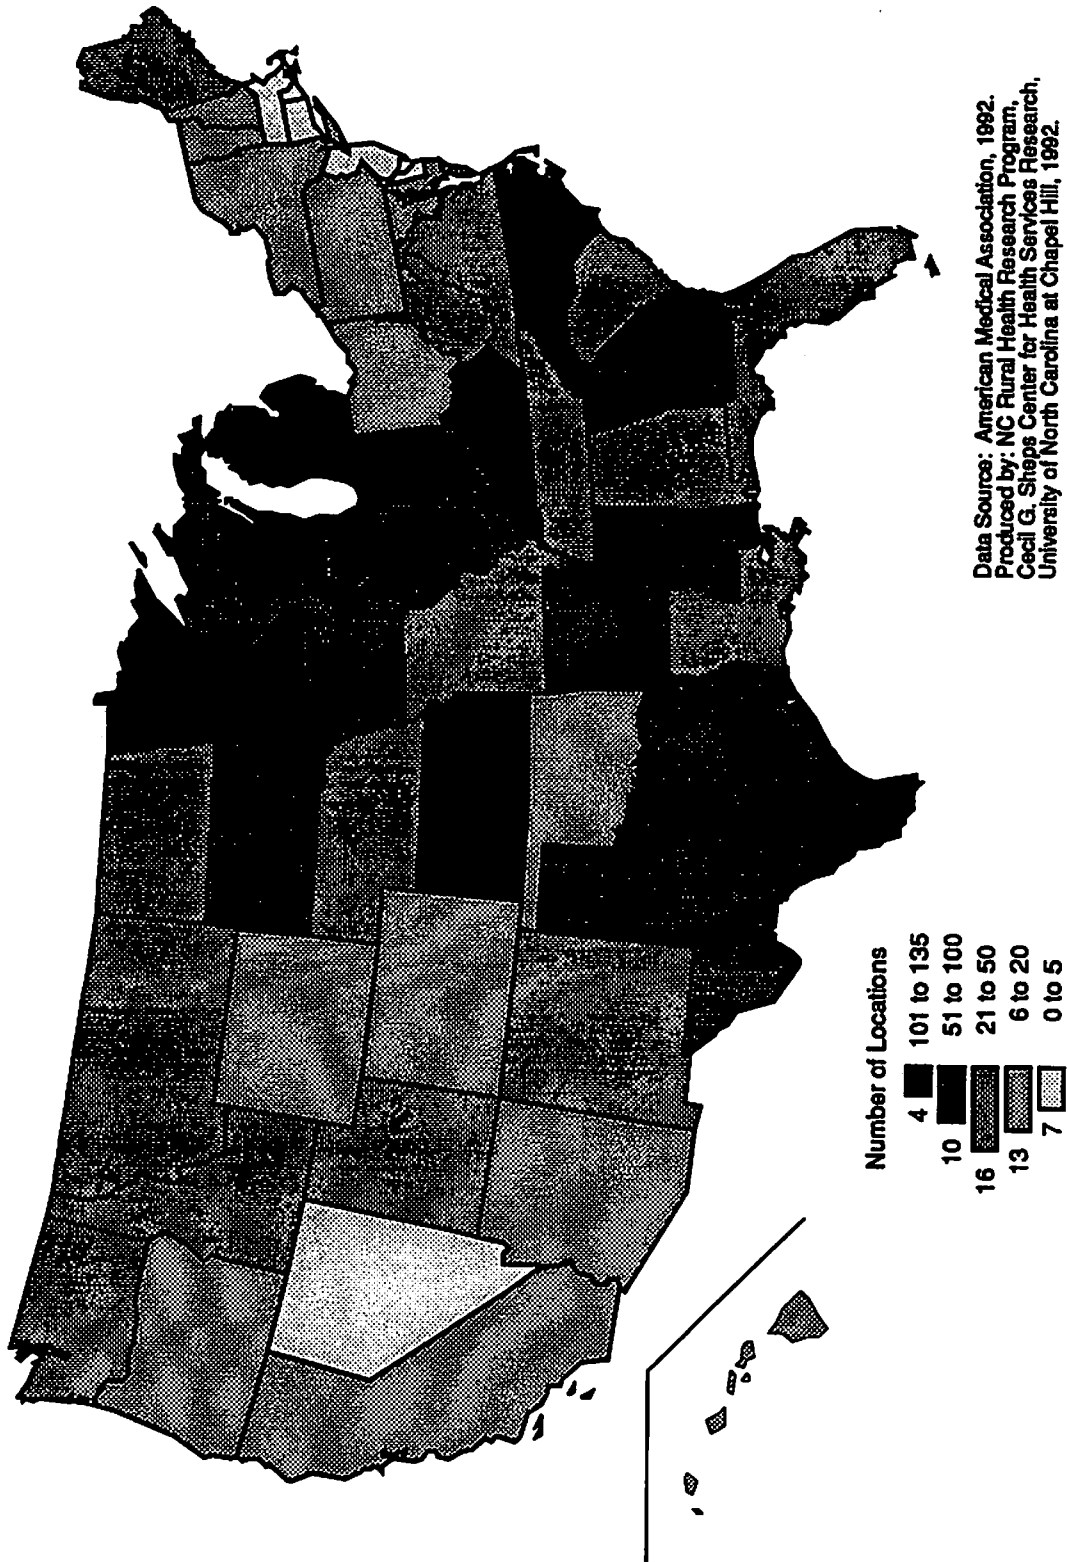 Number of Locations
4 101 to 135
10 51 to 100
16 21 to 50
13 6 to 20
7 0 to 5
Data Source: American Medical Association, 1992.
Produced by: NC Rural Health Research Program,
Cecil G. Sheps Center for Health Services Research,
University of North Carolina at Chapel Hill, 1992.